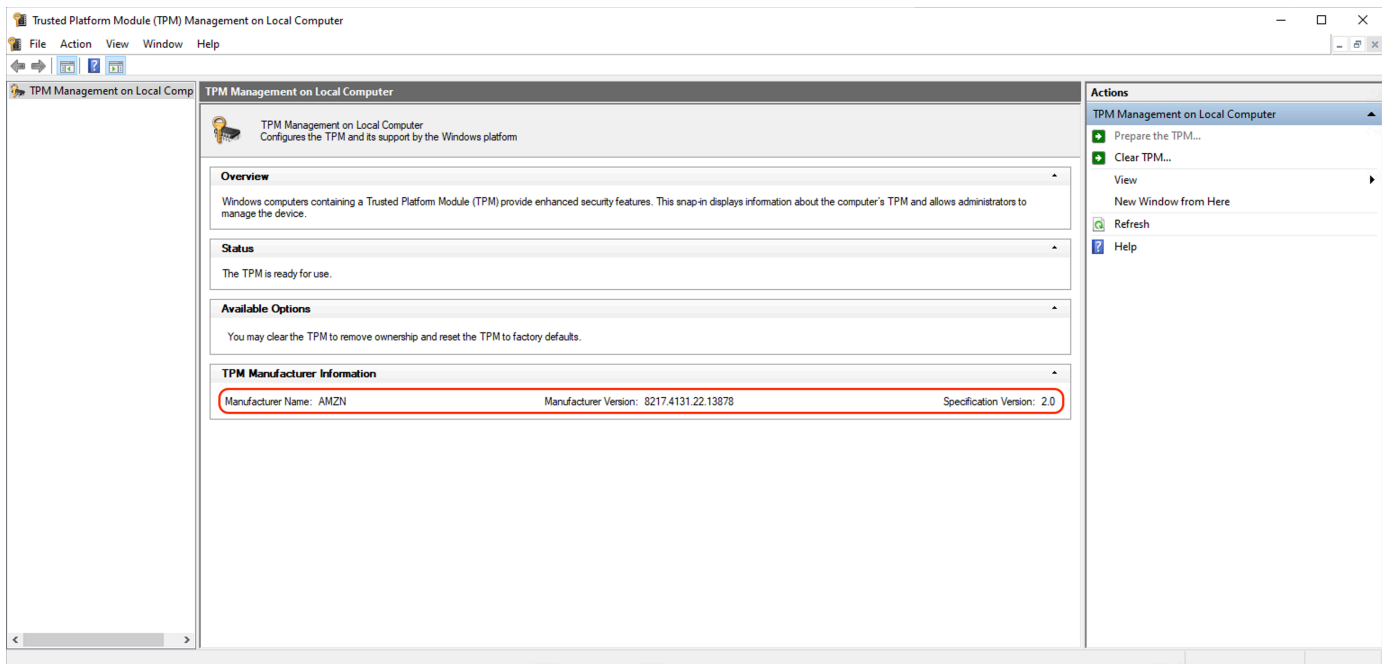 Trusted Platform Module (TPM) Management on Local Computer
File Action View Window Help
TPM Management on Local Comp
TPM Management on Local Computer
TPM Management on Local Computer
Configures the TPM and its support by the Windows platform
Overview
Windows computers containing a Trusted Platform Module (TPM) provide enhanced security features. This snap-in displays information about the computer's TPM and allows administrators to
manage the device.
Status
The TPM is ready for use.
Available Options
You may clear the TPM to remove ownership and reset the TPM to factory defaults.
TPM Manufacturer Information
Manufacturer Name: AMZN Manufacturer Version: 8217.4131.22.13878 Specification Version: 2.0
Actions
TPM Management on Local Computer
Prepare the TPM...
Clear TPM...
View
New Window from Here
Refresh
Help